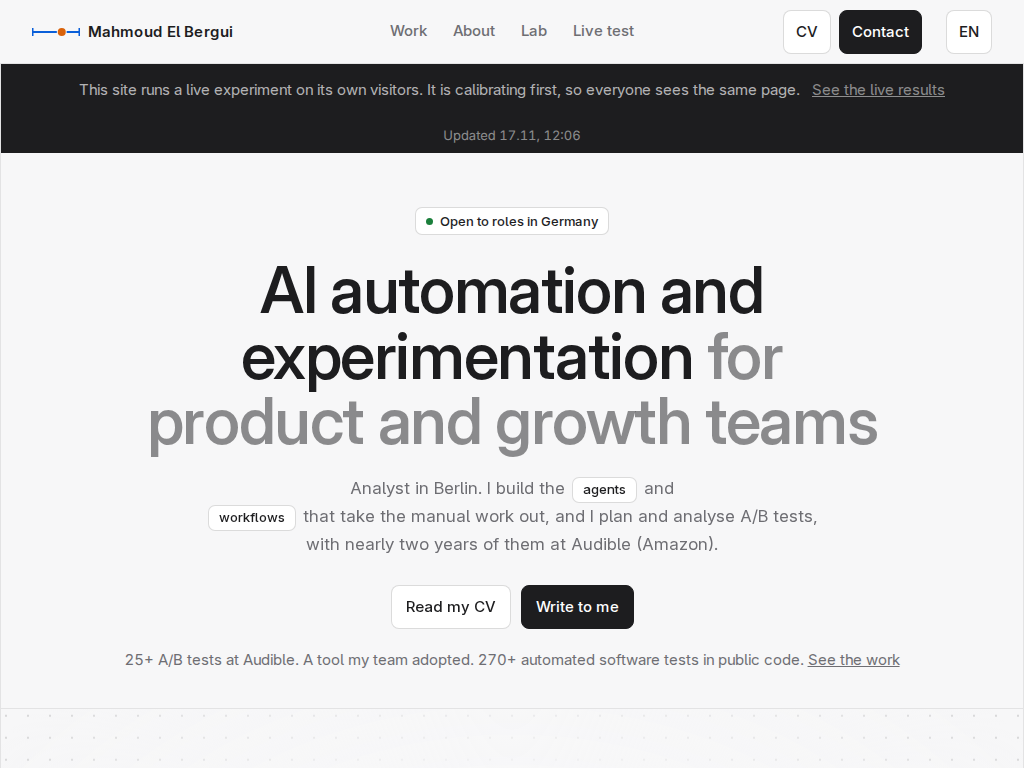 Mahmoud El Bergui
Work About Lab Live test
CV Contact EN
This site runs a live experiment on its own visitors. It is calibrating first, so everyone sees the same page. See the live results
Updated 17.11, 12:06
Open to roles in Germany
AI automation and
experimentation for
product and growth teams
Analyst in Berlin. I build the agents and
workflows that take the manual work out, and I plan and analyse A/B tests,
with nearly two years of them at Audible (Amazon).
Read my CV Write to me
25+ A/B tests at Audible. A tool my team adopted. 270+ automated software tests in public code. See the work